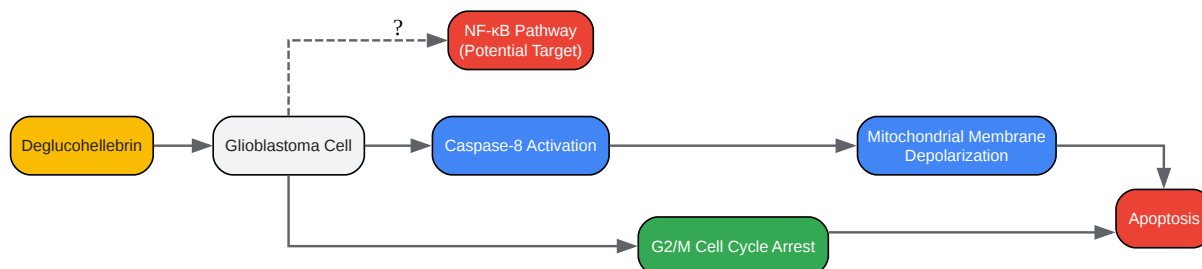 ?
NF-κB Pathway
(Potential Target)
Deglucohellebrin
Glioblastoma Cell
Caspase-8 Activation
Mitochondrial Membrane
Depolarization
Apoptosis
G2/M Cell Cycle Arrest